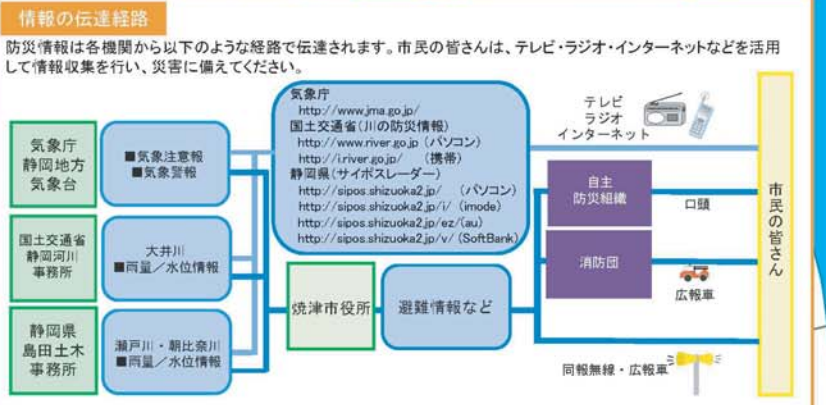 情報の伝達経路
防災情報は各機関から以下のような経路で伝達されます。市民の皆さんは、テレビ・ラジオ・インターネットなどを活用
して情報収集を行い、災害に備えてください。
気象庁
静岡地方
気象台
■気象注意報
■気象警報
国土交通省
静岡河川
事務所
大井川
■雨量／水位情報
静岡県
島田土木
事務所
瀬戸川・朝比奈川
■雨量／水位情報
気象庁
http://www.jma.go.jp/
国土交通省(川の防災情報)
http://www.river.go.jp (パソコン)
http://i.river.go.jp/ (携帯)
静岡県(サイポスレーダー)
http://sipos.shizuoka2.jp/ (パソコン)
http://sipos.shizuoka2.jp/i/ (imode)
http://sipos.shizuoka2.jp/ez/(au)
http://sipos.shizuoka2.jp/v/ (SoftBank)
焼津市役所
避難情報など
テレビ
ラジオ
インターネット
自主
防災組織
口頭
消防団
広報車
同報無線・広報車
市民の皆さん